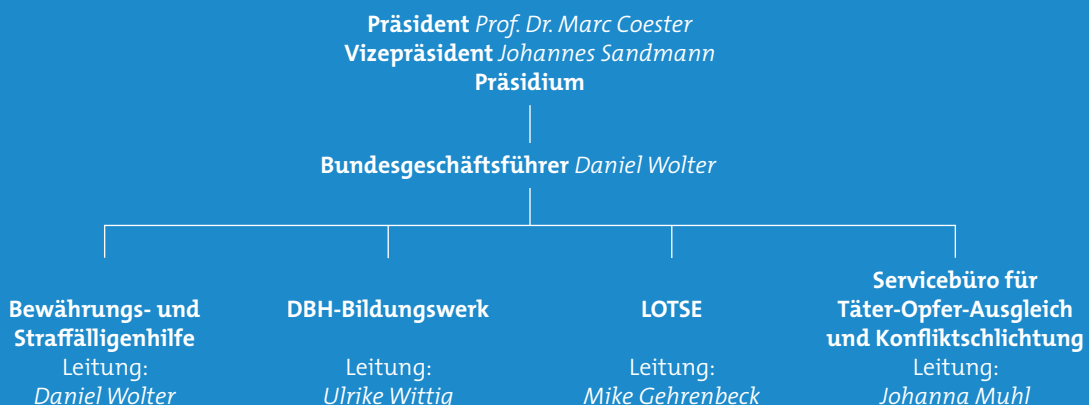 Präsident Prof. Dr. Marc Coester
Vizepräsident Johannes Sandmann
Präsidium
Bundesgeschäftsführer Daniel Wolter
Bewährungs- und
Straffälligenhilfe
Leitung:
Daniel Wolter
DBH-Bildungswerk
Leitung:
Ulrike Wittig
LOTSE
Leitung:
Mike Gehrenbeck
Servicebüro für
Täter-Opfer-Ausgleich
und Konfliktschlichtung
Leitung:
Johanna Muhl